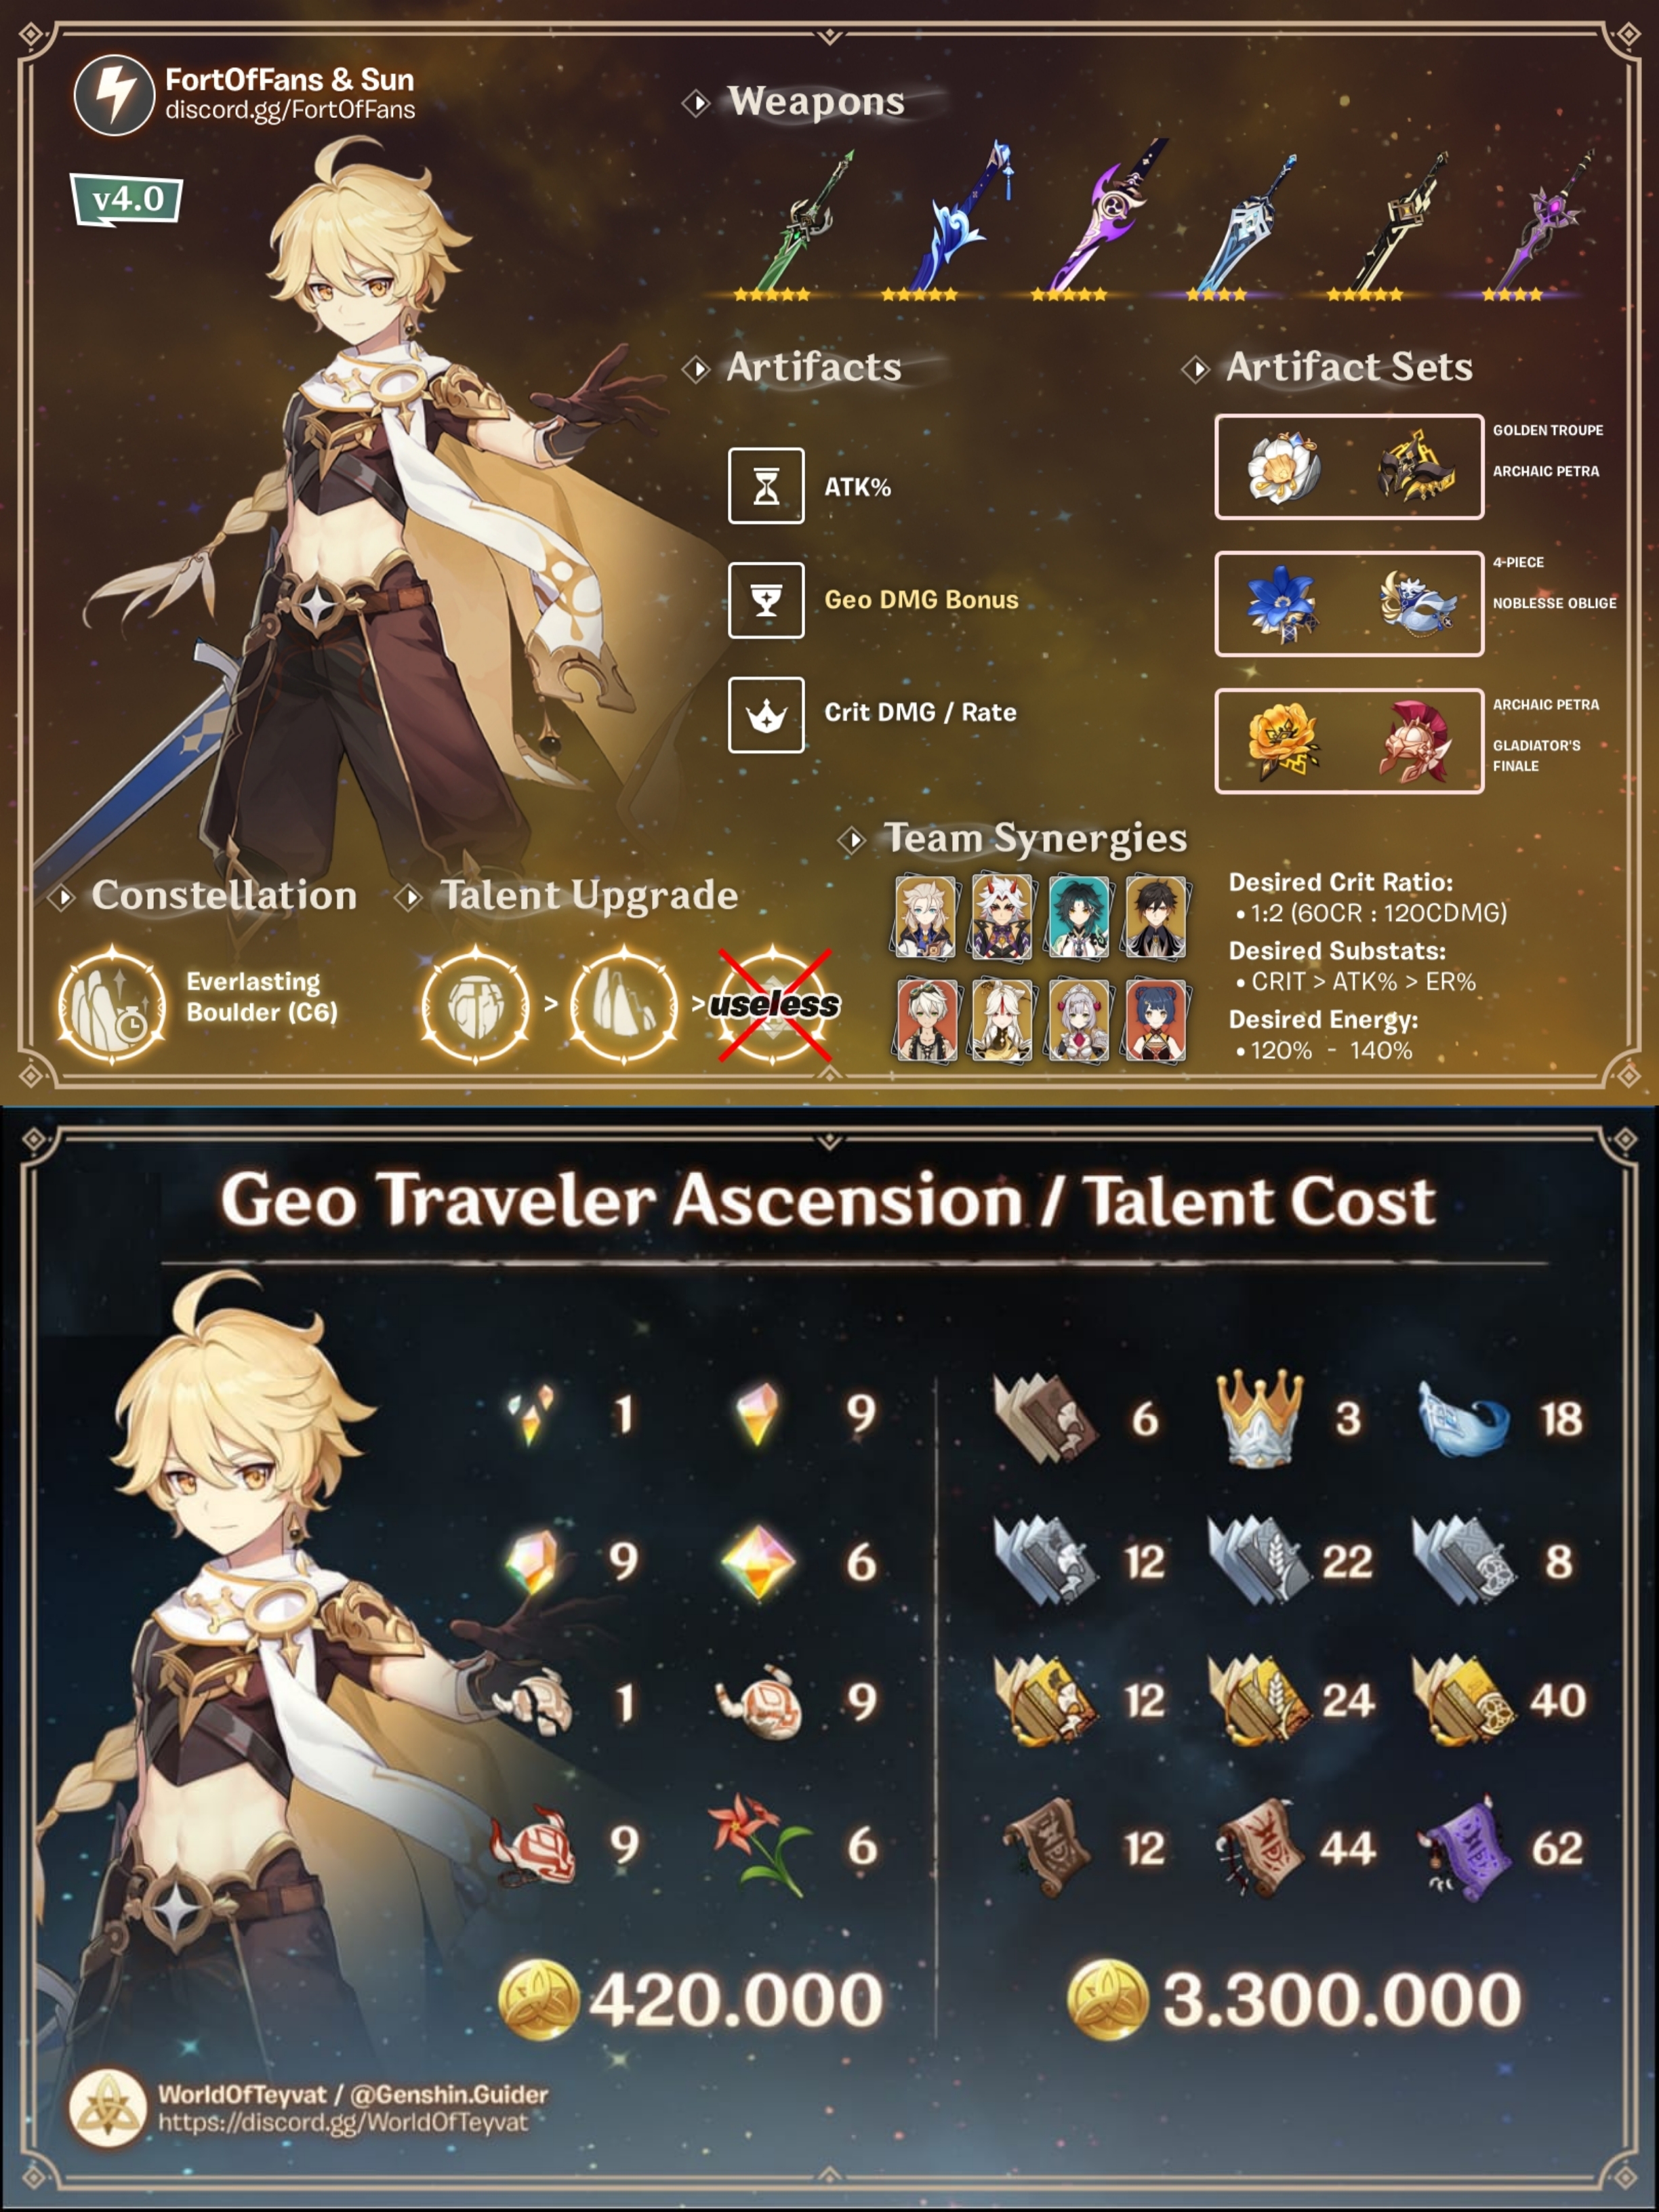 FortOfFans & Sun
discord.gg/FortOfFans
v4.0
Weapons
Artifacts
ATK%
Geo DMG Bonus
Crit DMG / Rate
Artifact Sets
GOLDEN TROUPE
ARCHAIC PETRA
4-PIECE
NOBLESSE OBLIGE
ARCHAIC PETRA
GLADIATOR'S
FINALE
Constellation
Everlasting
Boulder (C6)
Talent Upgrade
> > useless
Team Synergies
Desired Crit Ratio:
• 1:2 (60CR : 120CDMG)
Desired Substats:
• CRIT > ATK% > ER%
Desired Energy:
• 120% - 140%
Geo Traveler Ascension / Talent Cost
1 9
9 6
1 9
9 6
420.000
6 3 18
12 22 8
12 24 40
12 44 62
3.300.000
WorldOfTeyvat / @Genshin.Guider
https://discord.gg/WorldOfTeyvat